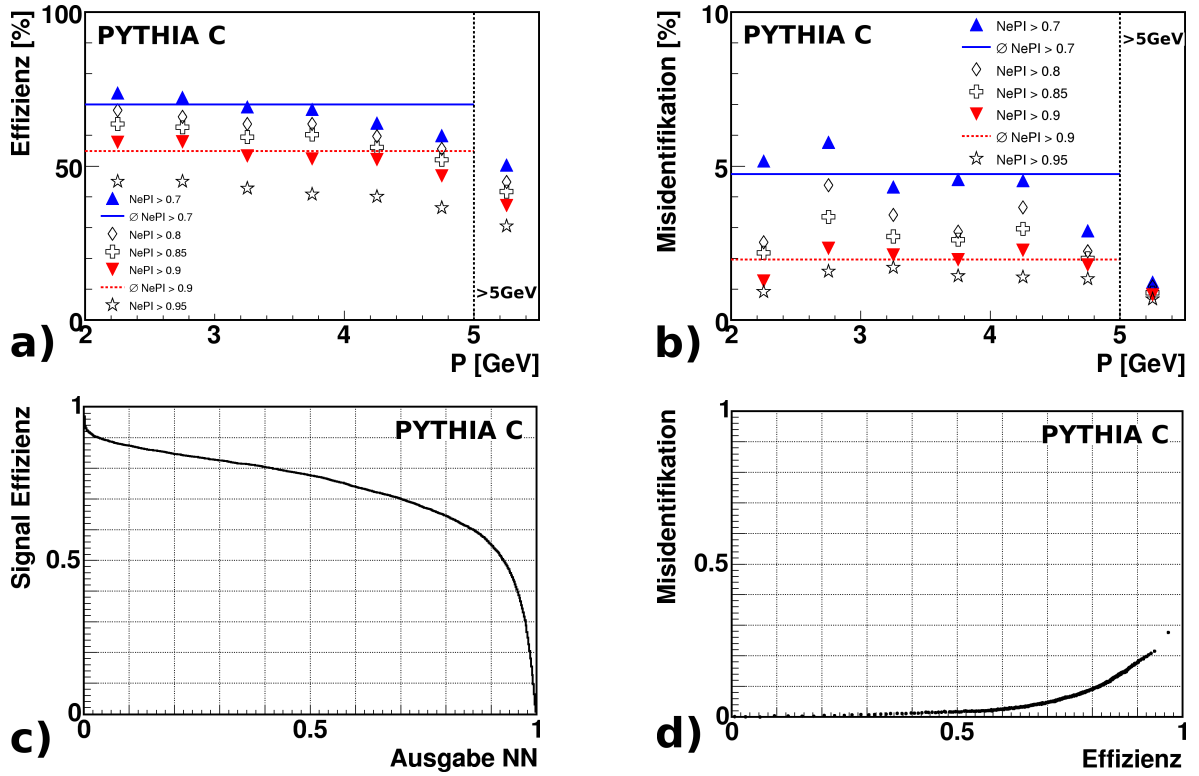 Effizienz [%]
100
50
0
PYTHIA C
NePI > 0.7
∅ NePI > 0.7
NePI > 0.8
NePI > 0.85
NePI > 0.9
∅ NePI > 0.9
NePI > 0.95
>5GeV
2 3 4 5
P [GeV]
a)
Misidentifikation [%]
10
5
0
PYTHIA C
NePI > 0.7
∅ NePI > 0.7
NePI > 0.8
NePI > 0.85
NePI > 0.9
∅ NePI > 0.9
NePI > 0.95
>5GeV
2 3 4 5
P [GeV]
b)
Signal Effizienz
1
0.5
0
PYTHIA C
0 0.5 1
Ausgabe NN
c)
Misidentifikation
1
0.5
0
PYTHIA C
0 0.5 1
Effizienz
d)